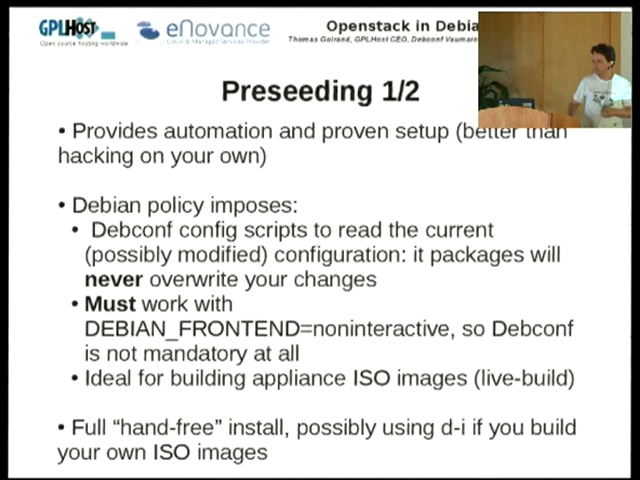 GPLHOST
Open source hosting worldwide
eNovance
Cloud & Managed Services Provider
Openstack in Debia
Thomas Goirand, GPLHost CEO, Debconf Vaumarc
Preseeding 1/2
• Provides automation and proven setup (better than
hacking on your own)
• Debian policy imposes:
• Debconf config scripts to read the current
(possibly modified) configuration: it packages will
never overwrite your changes
• Must work with
DEBIAN_FRONTEND=noninteractive, so Debconf
is not mandatory at all
• Ideal for building appliance ISO images (live-build)
• Full “hand-free” install, possibly using d-i if you build
your own ISO images